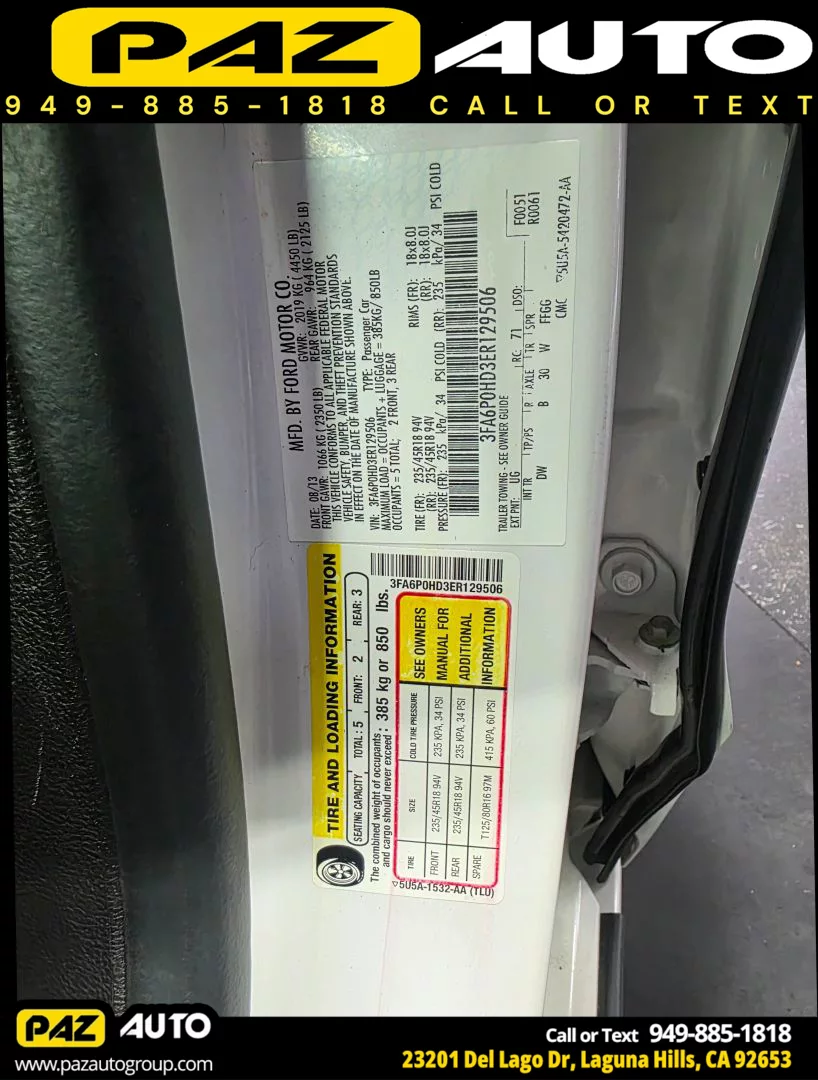 PAZ AUTO
949-885-1818 CALL OR TEXT
MFD. BY FORD MOTOR CO.
DATE: 08/13 GVWR: 2019 KG ( 4450 LB)
FRONT GAWR: 1066 KG ( 2350 LB) REAR GAWR: 964 KG ( 2125 LB)
THIS VEHICLE CONFORMS TO ALL APPLICABLE FEDERAL MOTOR
VEHICLE SAFETY, BUMPER, AND THEFT PREVENTION STANDARDS
IN EFFECT ON THE DATE OF MANUFACTURE SHOWN ABOVE.
VIN: 3FA6P0HD3ER129506 TYPE: Passenger Car
MAXIMUM LOAD = OCCUPANTS + LUGGAGE = 385KG/ 850LB
OCCUPANTS = 5 TOTAL: 2 FRONT, 3 REAR
TIRE (FR): 235/45R18 94V RIMS (FR): 18x8.0J
(RR): 235/45R18 94V (RR): 18x8.0J
PRESSURE (FR): 235 kPa/ 34 PSI COLD (RR): 235 kPa/ 34 PSI COLD
3FA6P0HD3ER129506
TRAILER TOWING - SEE OWNER GUIDE
EXT PNT: UG RC: 71 DSO: F0051
R0061
INT TR TP/PS R AXLE TR SPR
DW B 30 W FFGG
CMC ▽5U5A-5420472-AA
TIRE AND LOADING INFORMATION
SEATING CAPACITY TOTAL: 5 FRONT: 2 REAR: 3
The combined weight of occupants and cargo should never exceed: 385 kg or 850 lbs.
3FA6P0HD3ER129506
TIRE SIZE COLD TIRE PRESSURE
FRONT 235/45R18 94V 235 KPA, 34 PSI
REAR 235/45R18 94V 235 KPA, 34 PSI
SPARE T125/80R16 97M 415 KPA, 60 PSI
SEE OWNERS
MANUAL FOR
ADDITIONAL
INFORMATION
▽5U5A-1532-AA (TLU)
PAZ AUTO
www.pazautogroup.com
Call or Text 949-885-1818
23201 Del Lago Dr, Laguna Hills, CA 92653